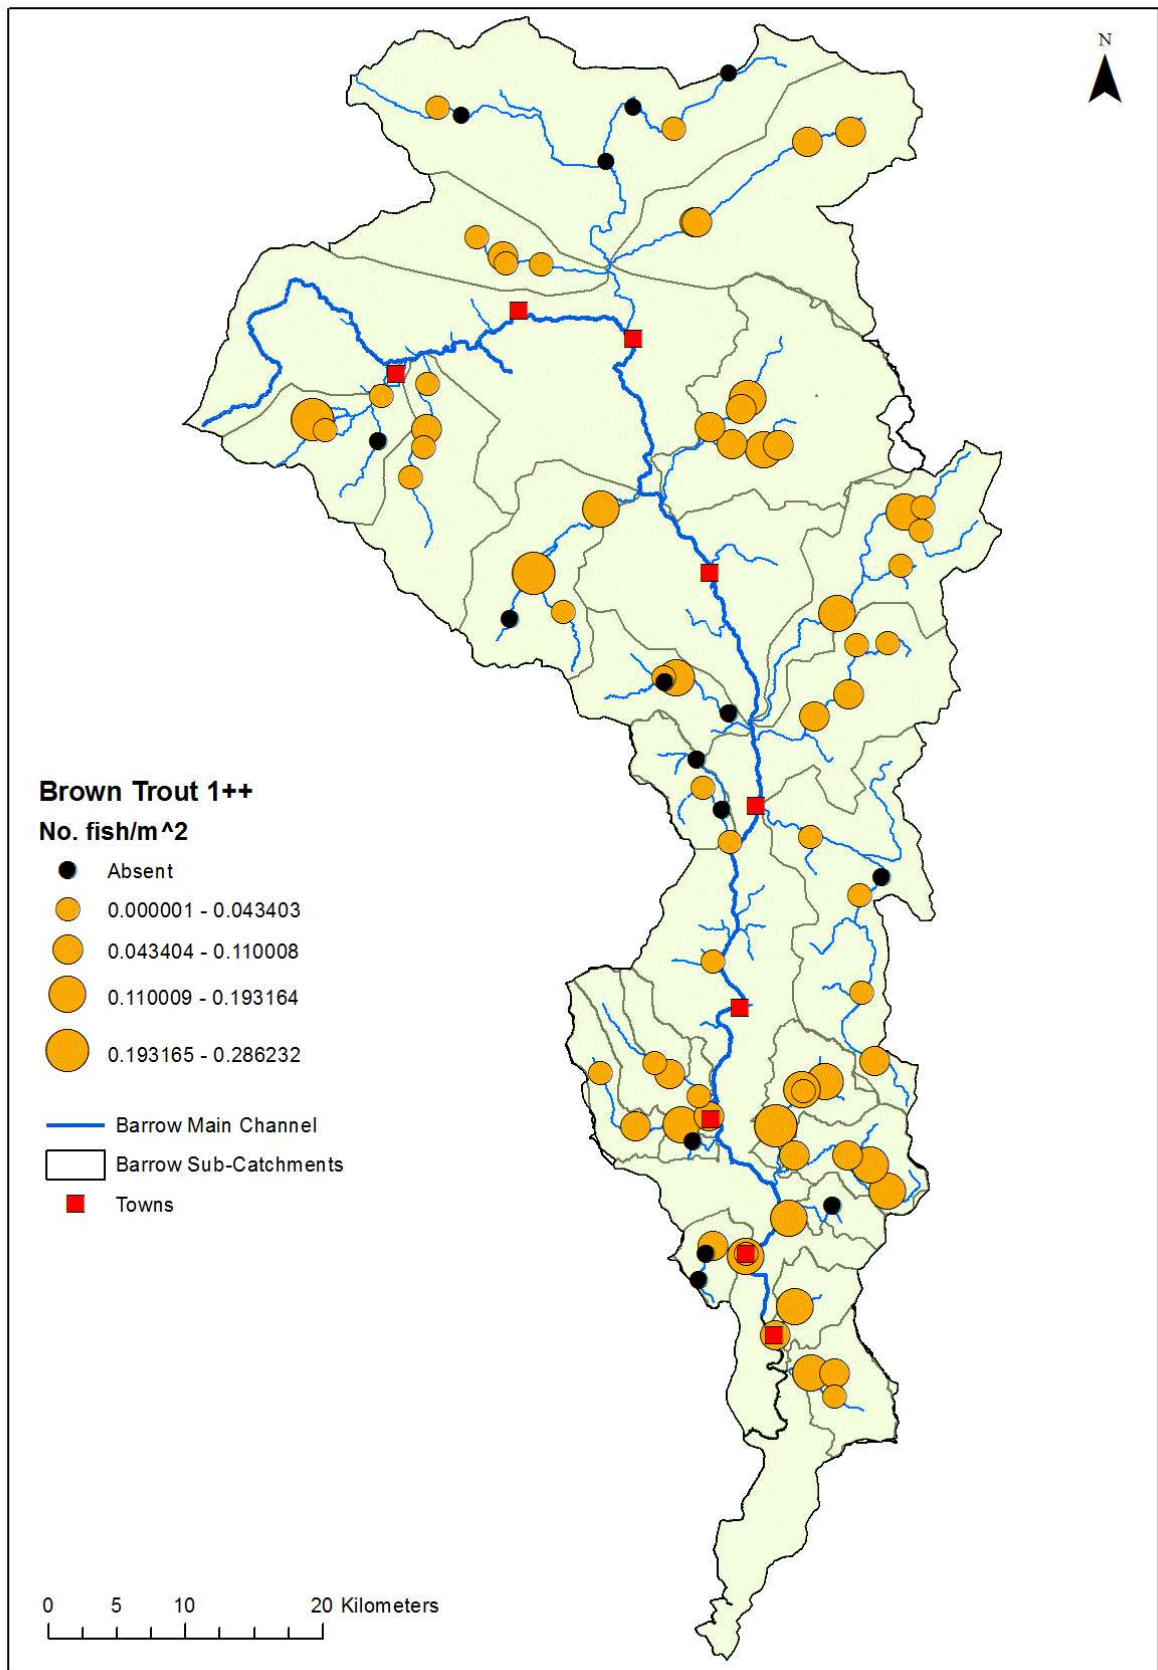 N
Brown Trout 1++
No. fish/m^2
Absent
0.000001 - 0.043403
0.043404 - 0.110008
0.110009 - 0.193164
0.193165 - 0.286232
Barrow Main Channel
Barrow Sub-Catchments
Towns
0 5 10 20 Kilometers